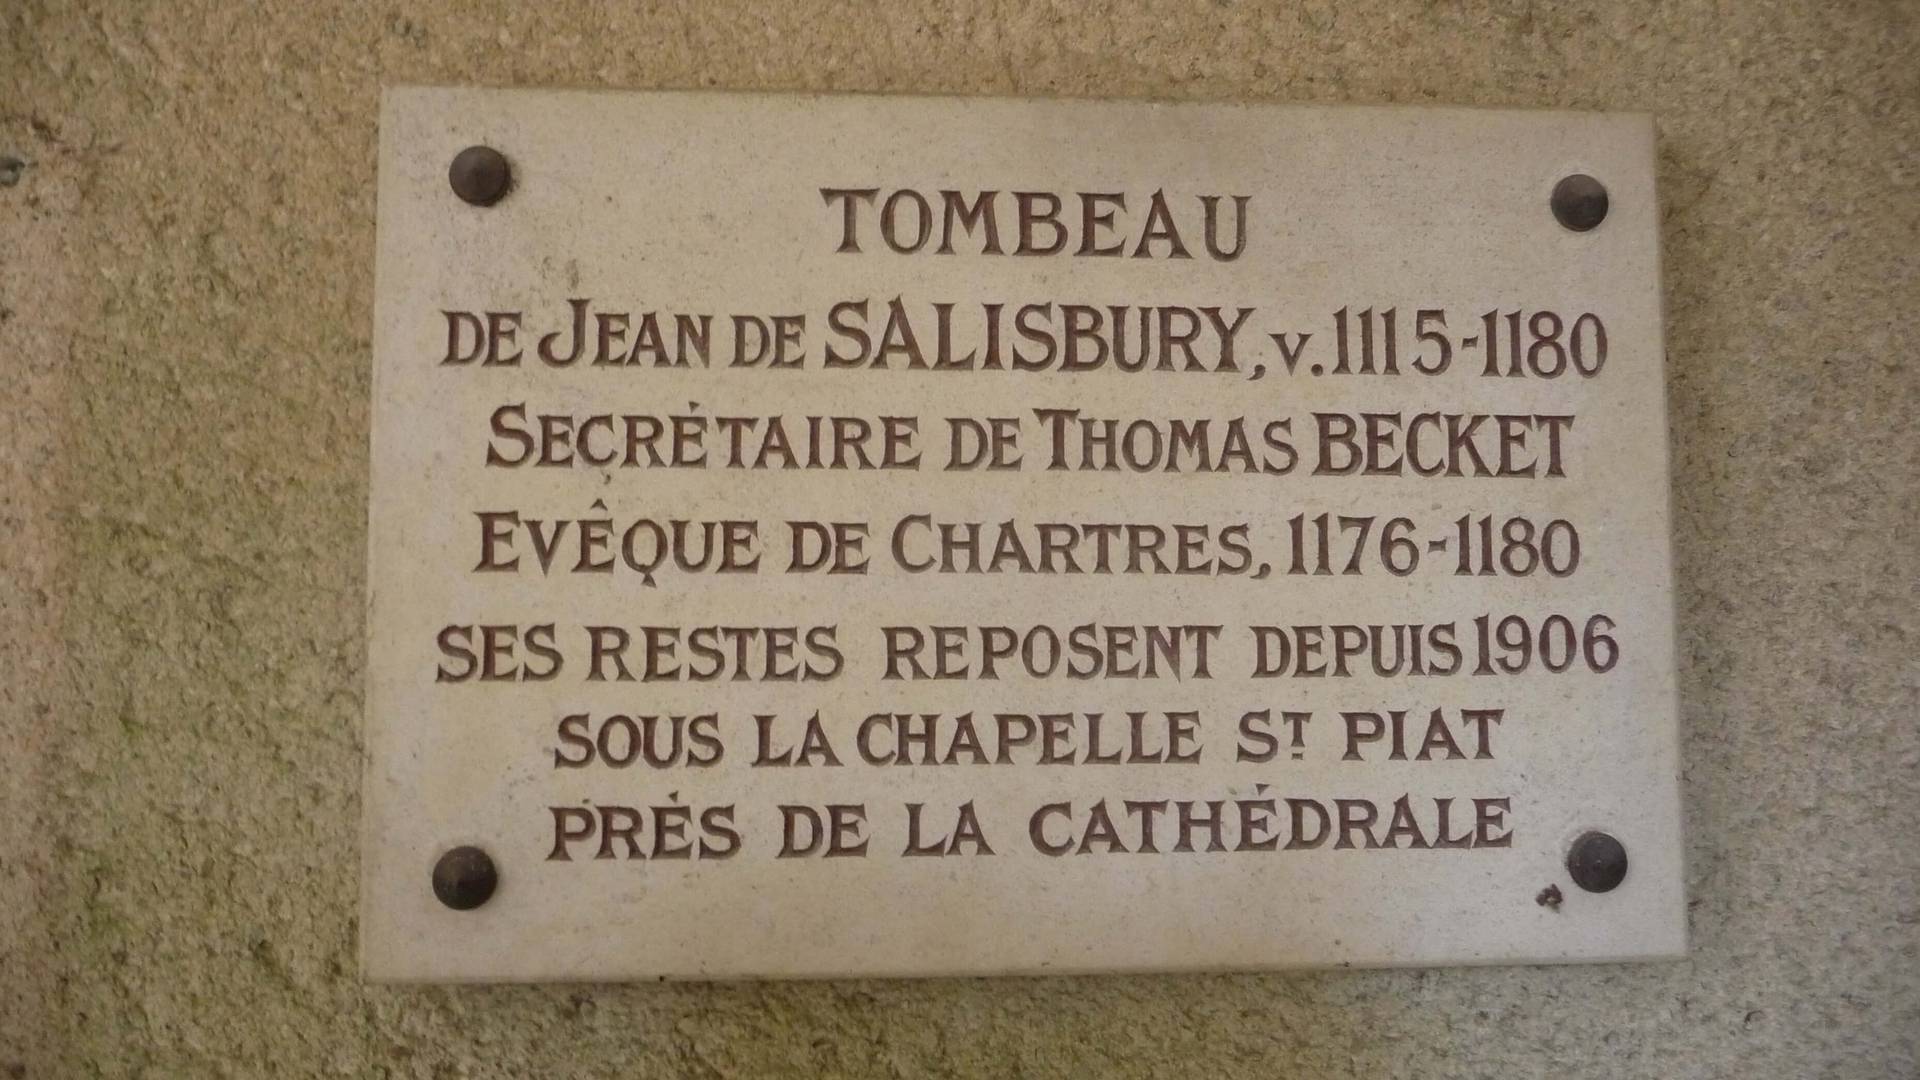 TOMBEAU
DE JEAN DE SALISBURY, v. 1115-1180
SECRÉTAIRE DE THOMAS BECKET
EVÊQUE DE CHARTRES, 1176-1180
SES RESTES REPOSENT DEPUIS 1906
SOUS LA CHAPELLE ST PIAT
PRÈS DE LA CATHÉDRALE